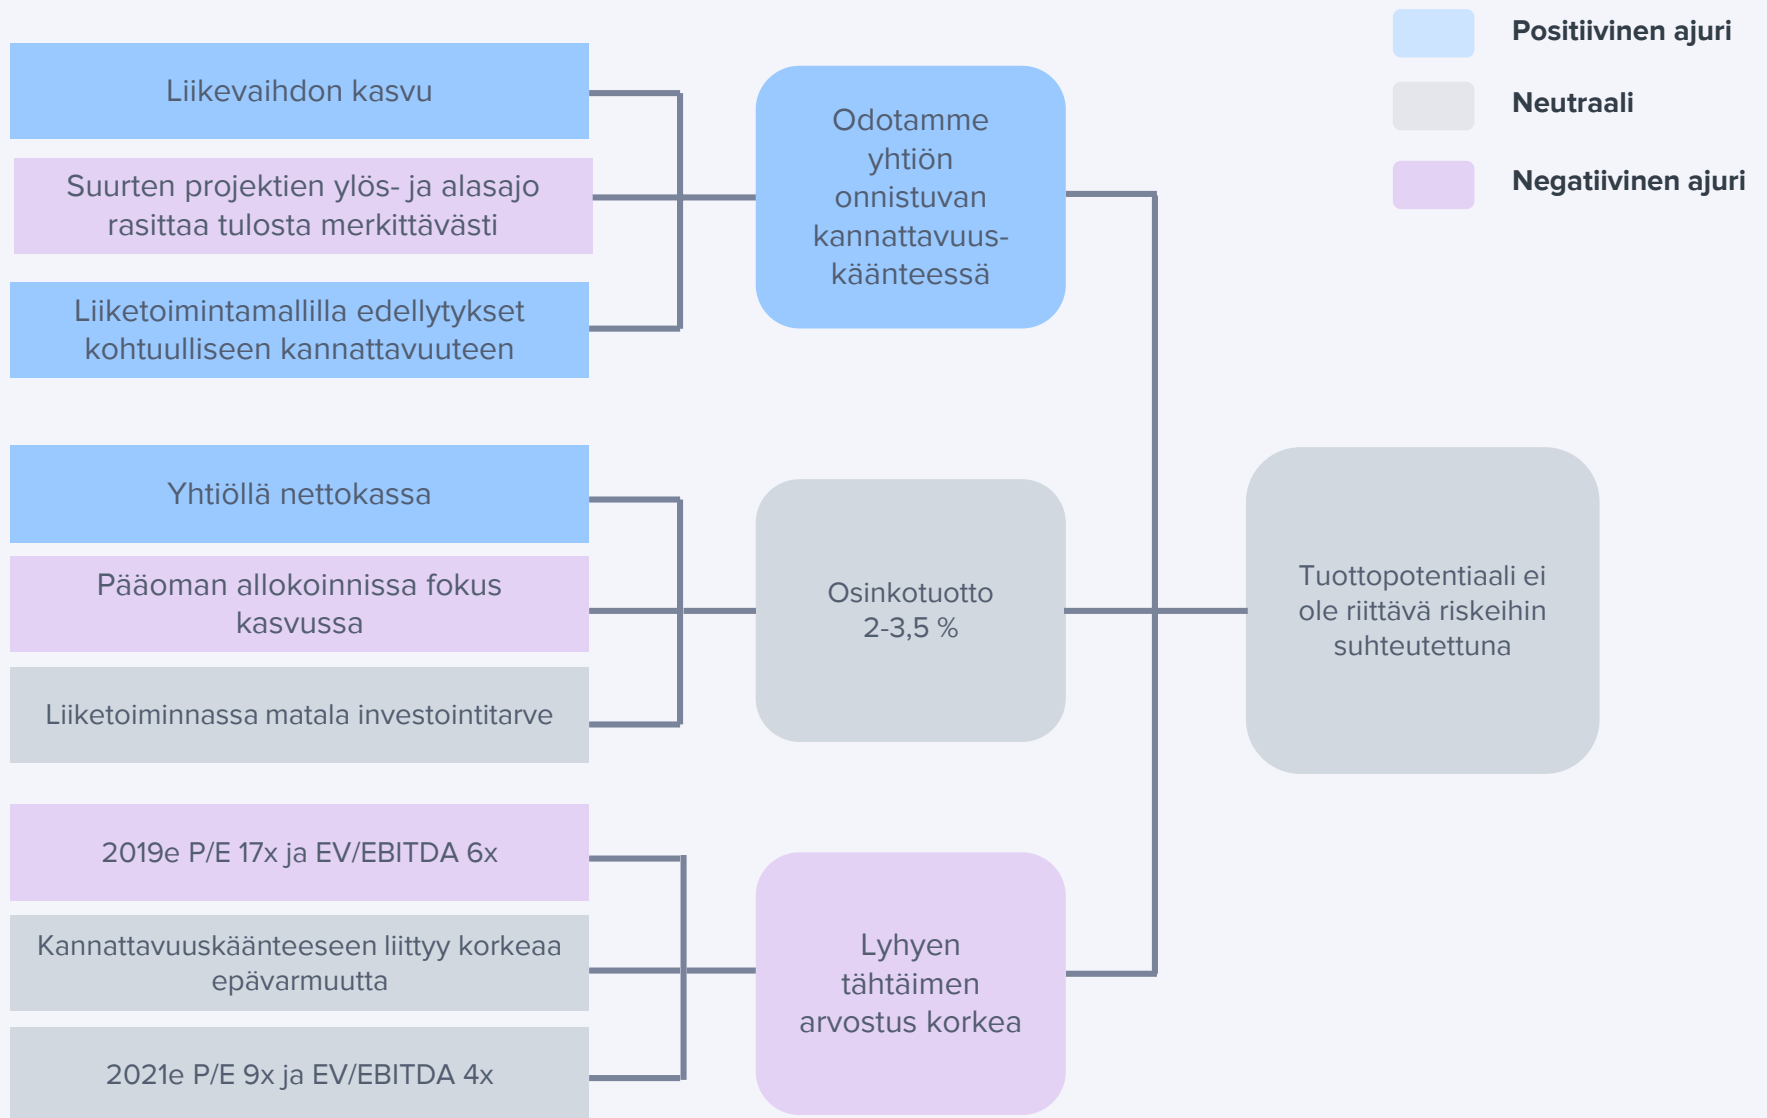 Positiivinen ajuri
Neutraali
Negatiivinen ajuri
Liikevaihdon kasvu
Suurten projektien ylös- ja alasajo
rasittaa tulosta merkittävästi
Liiketoimintamallilla edellytykset
kohtuulliseen kannattavuuteen
Odotamme
yhtiön
onnistuvan
kannattavuus-
käänteessä
Yhtiöllä nettokassa
Pääoman allokoinnissa fokus
kasvussa
Liiketoiminnassa matala investointitarve
Osinkotuotto
2-3,5 %
2019e P/E 17x ja EV/EBITDA 6x
Kannattavuuskäänteeseen liittyy korkeaa
epävarmuutta
2021e P/E 9x ja EV/EBITDA 4x
Lyhyen
tähtäimen
arvostus korkea
Tuottopotentiaali ei
ole riittävä riskeihin
suhteutettuna